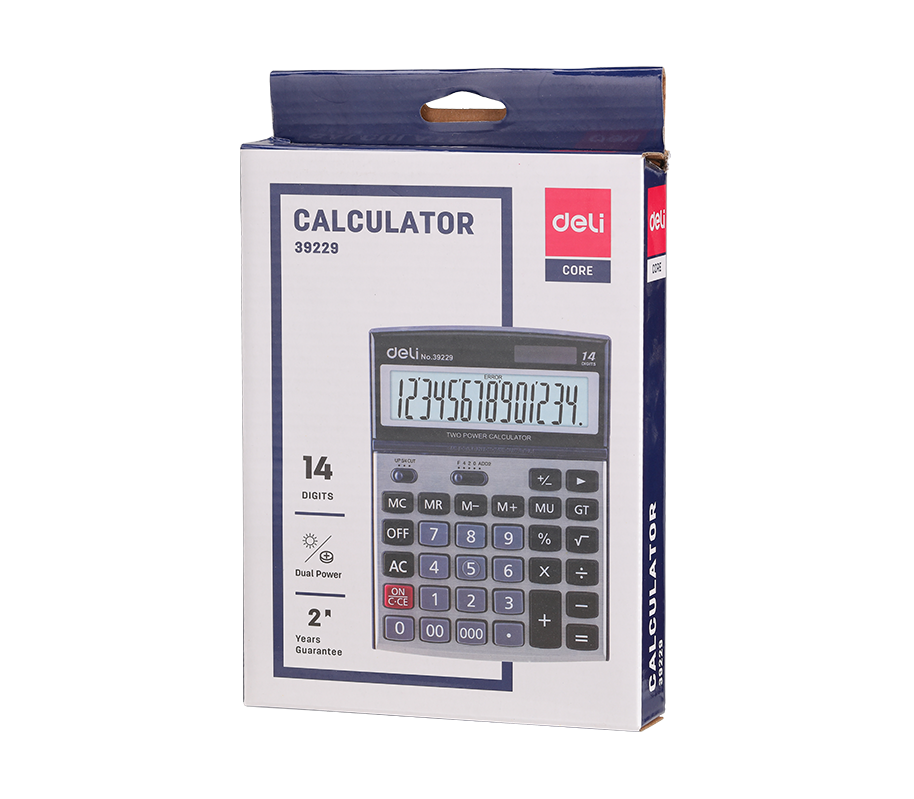 CALCULATOR
39229
deli
CORE
deli
CORE
deli No.39229
14
DIGITS
ERROR
12345678901234.
TWO POWER CALCULATOR
UP 5/4 CUT
F 4 2 0 ADD2
+/− ▶
MC MR M− M+ MU GT
OFF 7 8 9 % √
AC 4 5 6 X ÷
ON
C·CE
1 2 3 + −
0 00 000 · =
14
DIGITS
Dual Power
2
Years
Guarantee
CALCULATOR
39229